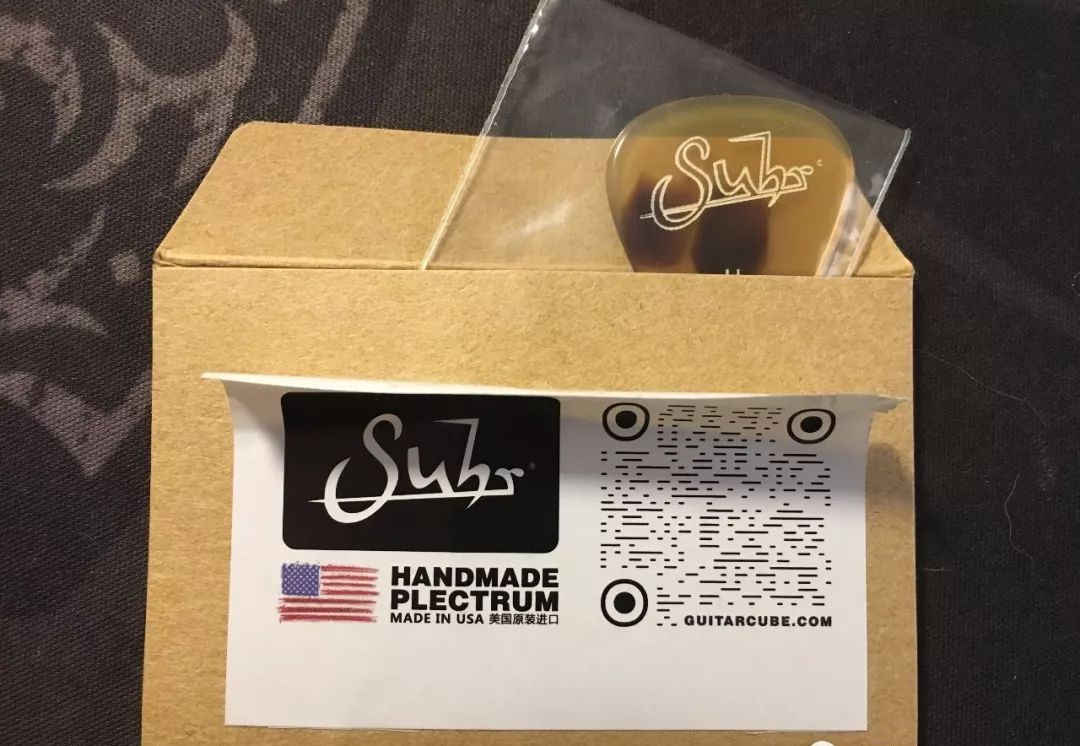 Suhr
Suhr
HANDMADE
PLECTRUM
MADE IN USA 美国原装进口
GUITARCUBE.COM